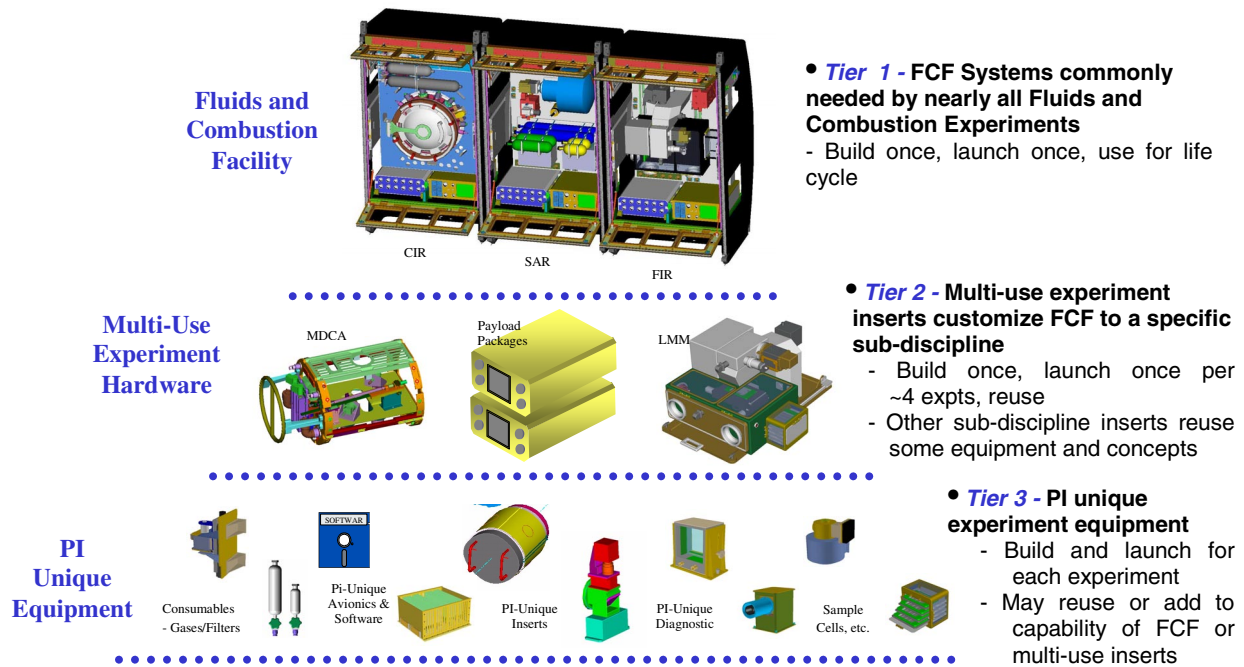 Fluids and
Combustion
Facility
CIR
SAR
FIR
• Tier 1 - FCF Systems commonly
needed by nearly all Fluids and
Combustion Experiments
- Build once, launch once, use for life
cycle
Multi-Use
Experiment
Hardware
MDCA
Payload
Packages
LMM
• Tier 2 - Multi-use experiment
inserts customize FCF to a specific
sub-discipline
- Build once, launch once per
~4 expts, reuse
- Other sub-discipline inserts reuse
some equipment and concepts
PI
Unique
Equipment
Consumables
- Gases/Filters
SOFTWAR
Pi-Unique
Avionics &
Software
PI-Unique
Inserts
PI-Unique
Diagnostic
Sample
Cells, etc.
• Tier 3 - PI unique
experiment equipment
- Build and launch for
each experiment
- May reuse or add to
capability of FCF or
multi-use inserts